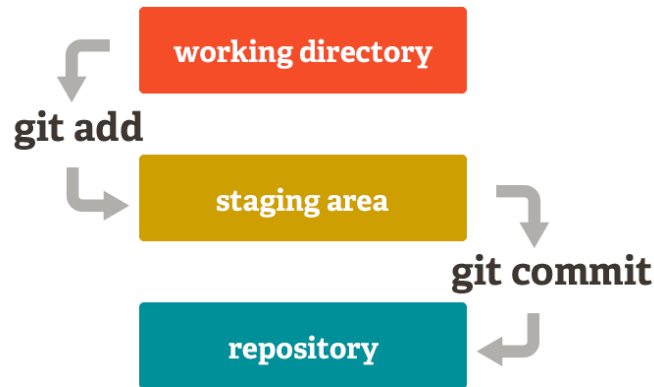 working directory
git add
staging area
git commit
repository